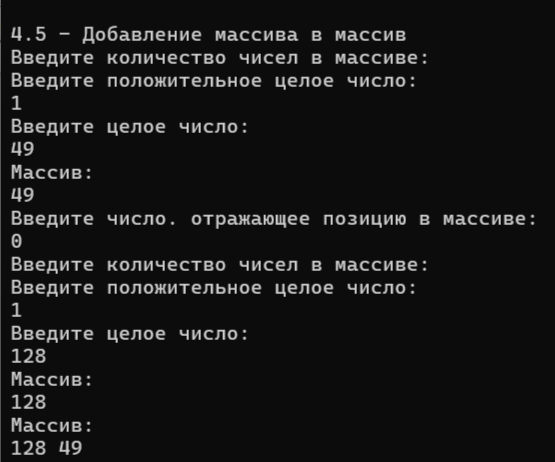 4.5 - Добавление массива в массив
Введите количество чисел в массиве:
Введите положительное целое число:
1
Введите целое число:
49
Массив:
49
Введите число. отражающее позицию в массиве:
0
Введите количество чисел в массиве:
Введите положительное целое число:
1
Введите целое число:
128
Массив:
128
Массив:
128 49